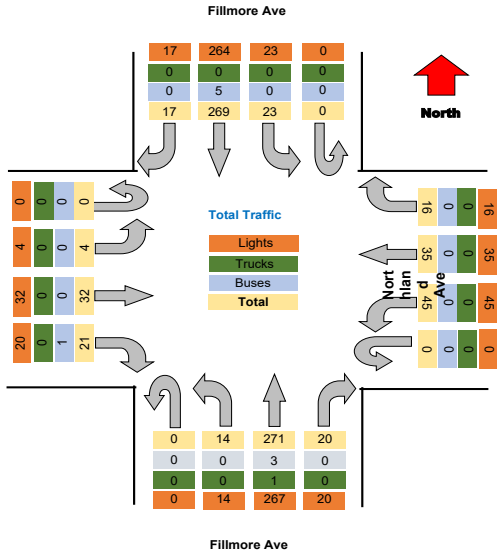 Fillmore Ave
17 264 23 0
0 0 0 0
0 5 0 0
17 269 23 0
North
0 0 0 0
4 0 0 4
32 0 0 32
20 0 1 21
Total Traffic
Lights
Trucks
Buses
Total
16 0 0 16
35 0 0 35
45 0 0 45
0 0 0 0
Nor
thlan
d
Ave
0 14 271 20
0 0 3 0
0 0 1 0
0 14 267 20
Fillmore Ave